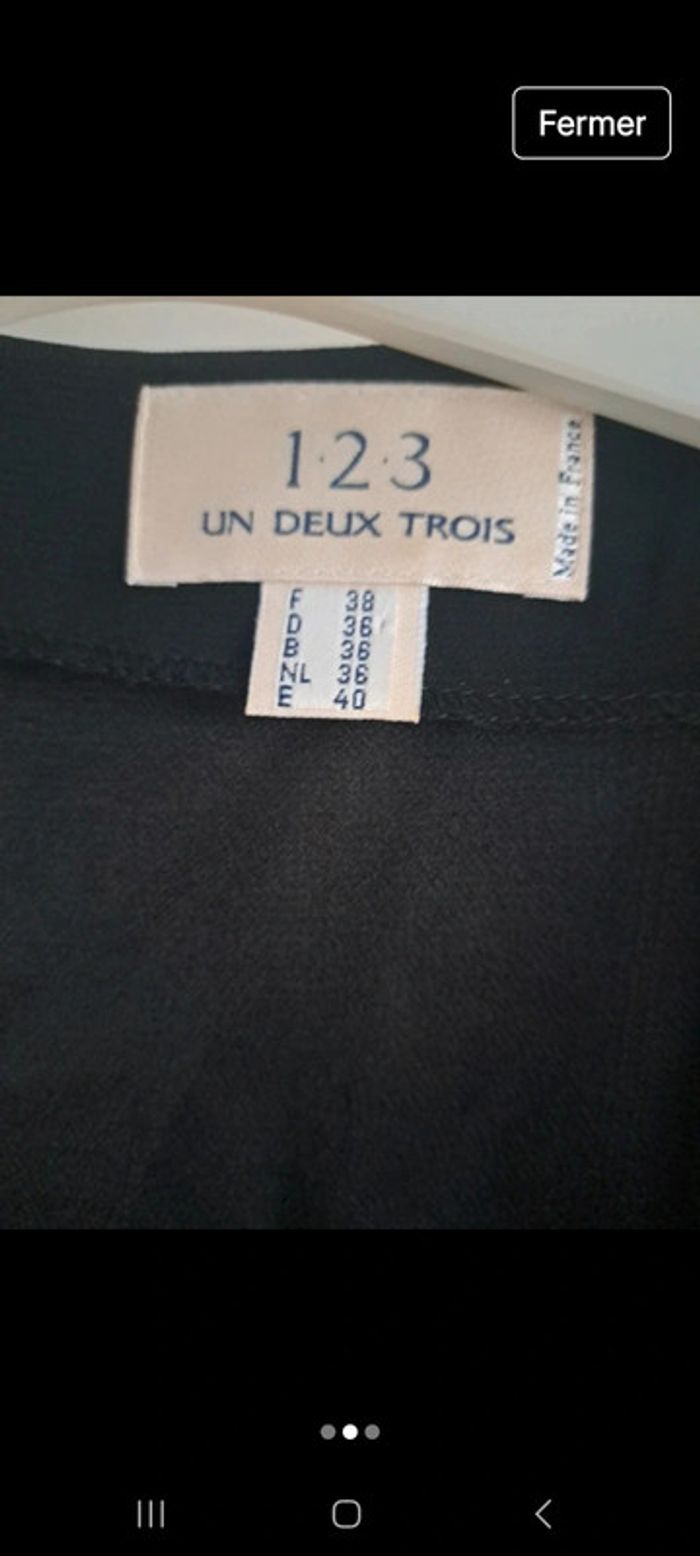 Fermer
1·2·3
UN DEUX TROIS
Made in France
F 38
D 36
B 36
NL 36
E 40